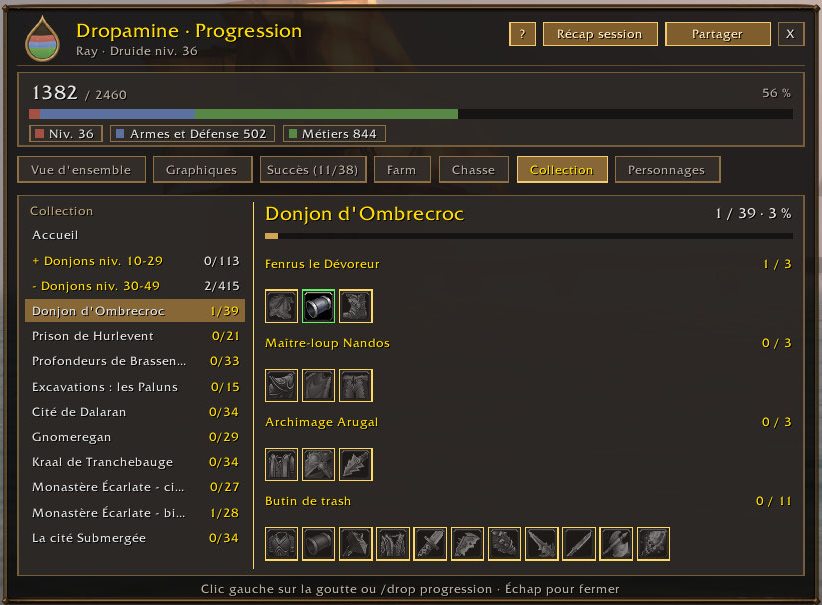 Dropamine · Progression
Ray · Druide niv. 36
?
Récap session
Partager
X
1382 / 2460
56 %
Niv. 36
Armes et Défense 502
Métiers 844
Vue d'ensemble
Graphiques
Succès (11/38)
Farm
Chasse
Collection
Personnages
Collection
Accueil
+ Donjons niv. 10-29 0/113
- Donjons niv. 30-49 2/415
Donjon d'Ombrecroc 1/39
Prison de Hurlevent 0/21
Profondeurs de Brassen... 0/33
Excavations : les Paluns 0/15
Cité de Dalaran 0/34
Gnomeregan 0/29
Kraal de Tranchebauge 0/34
Monastère Écarlate - ci... 0/27
Monastère Écarlate - bi... 1/28
La cité Submergée 0/34
Donjon d'Ombrecroc
1 / 39 · 3 %
Fenrus le Dévoreur 1 / 3
Maître-loup Nandos 0 / 3
Archimage Arugal 0 / 3
Butin de trash 0 / 11
Clic gauche sur la goutte ou /drop progression · Échap pour fermer